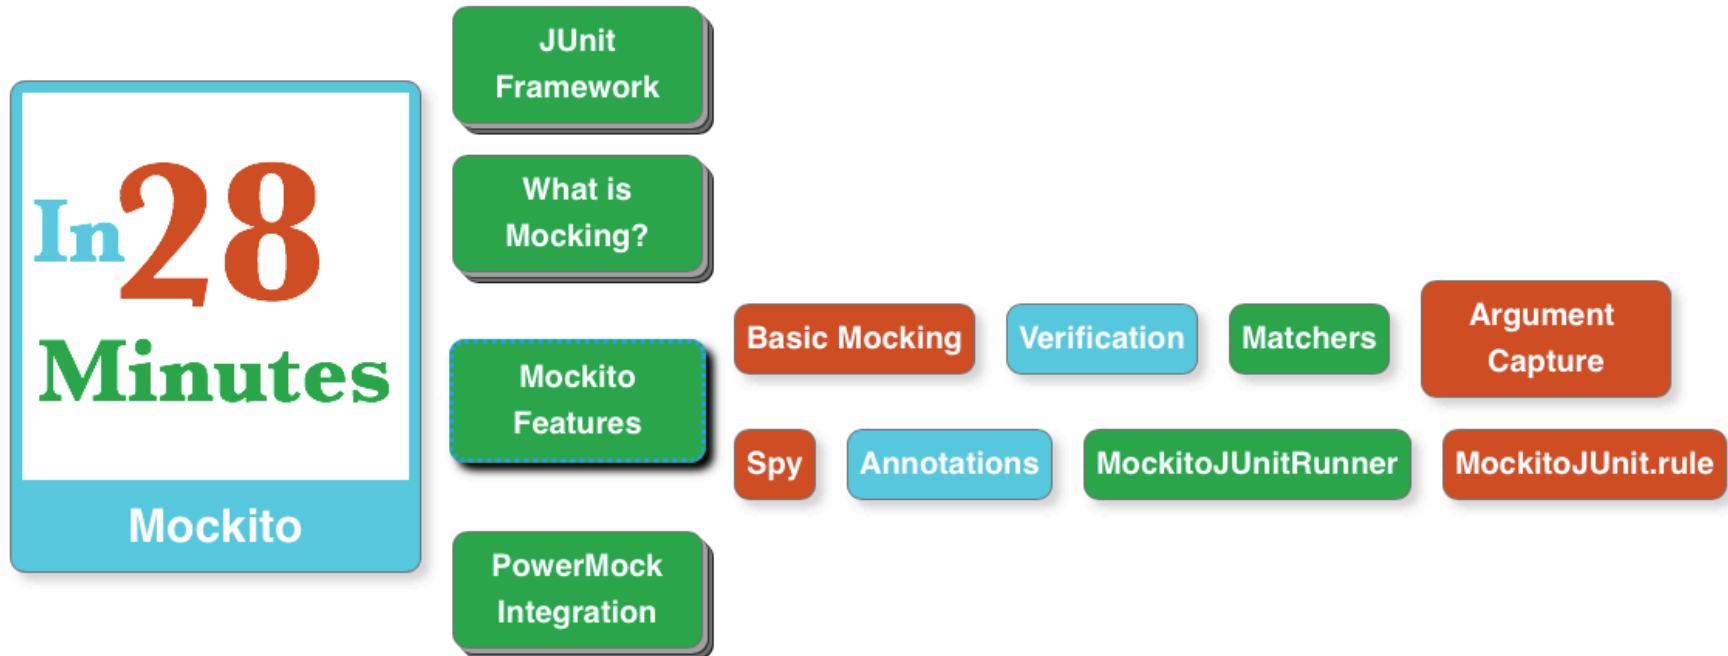 In28
Minutes
Mockito
JUnit
Framework
What is
Mocking?
Mockito
Features
Basic Mocking
Verification
Matchers
Argument
Capture
Spy
Annotations
MockitoJUnitRunner
MockitoJUnit.rule
PowerMock
Integration